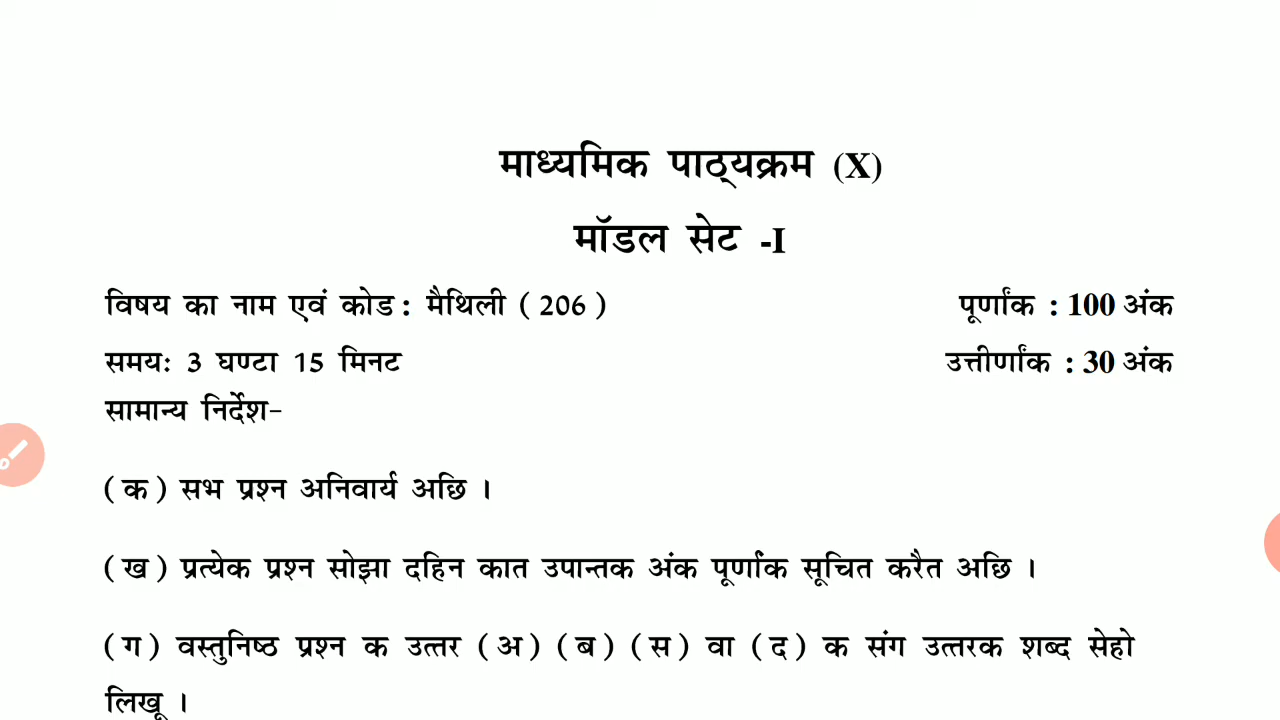 माध्यमिक पाठ्यक्रम (X)
मॉडल सेट -I
विषय का नाम एवं कोड : मैथिली ( 206 ) पूर्णांक : 100 अंक
समयः 3 घण्टा 15 मिनट उत्तीर्णांक : 30 अंक
सामान्य निर्देश-
( क ) सभ प्रश्न अनिवार्य अछि ।
( ख ) प्रत्येक प्रश्न सोझा दहिन कात उपान्तक अंक पूर्णांक सूचित करैत अछि ।
( ग ) वस्तुनिष्ठ प्रश्न क उत्तर ( अ ) ( ब ) ( स ) वा ( द ) क संग उत्तरक शब्द सेहो
लिखू ।